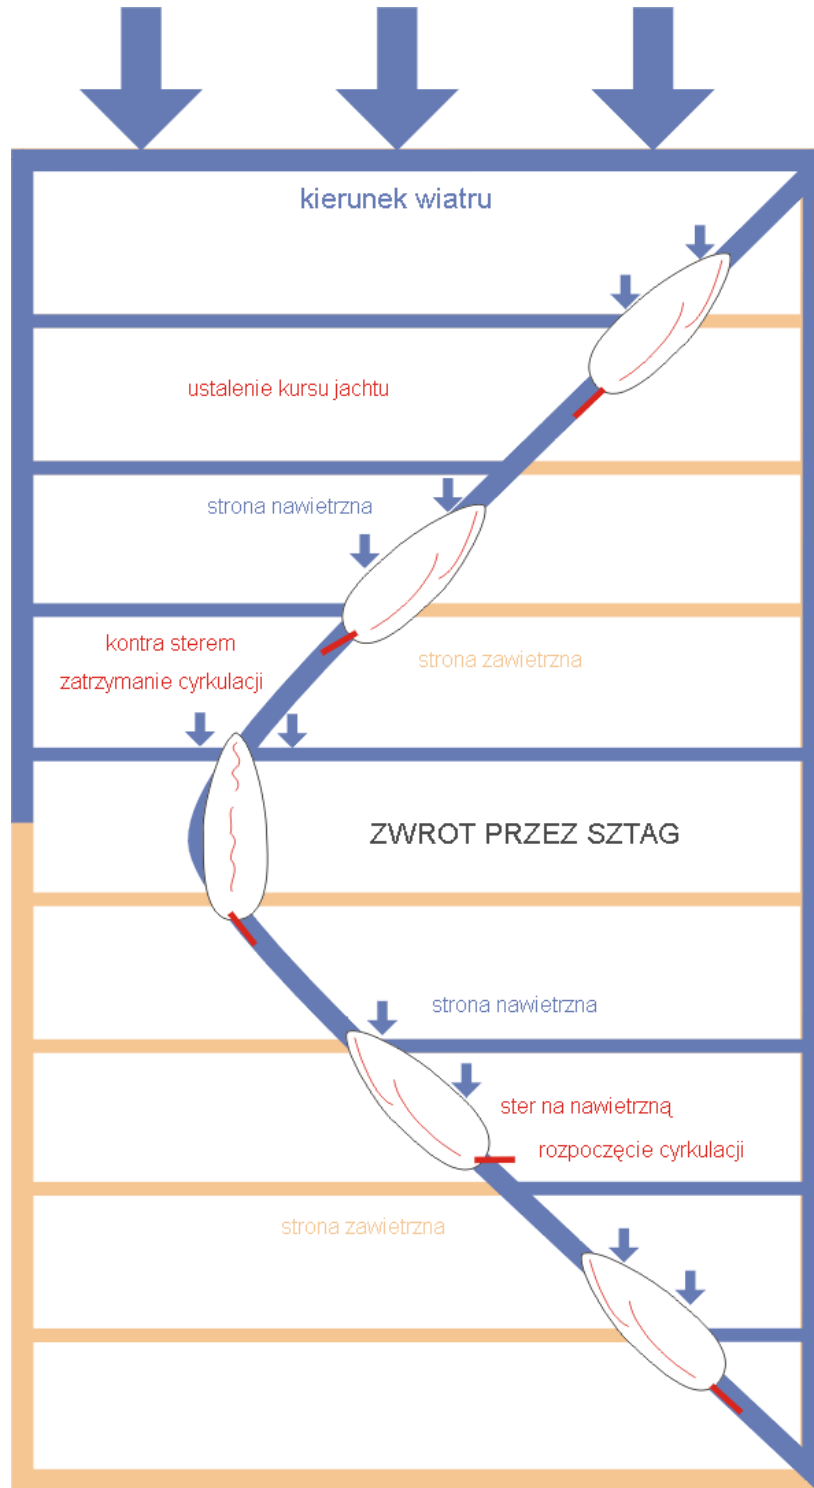 kierunek wiatru
ustalenie kursu jachtu
strona nawietrzna
kontra sterem
zatrzymanie cyrkulacji
strona zawietrzna
ZWROT PRZEZ SZTAG
strona nawietrzna
ster na nawietrzną
rozpoczęcie cyrkulacji
strona zawietrzna